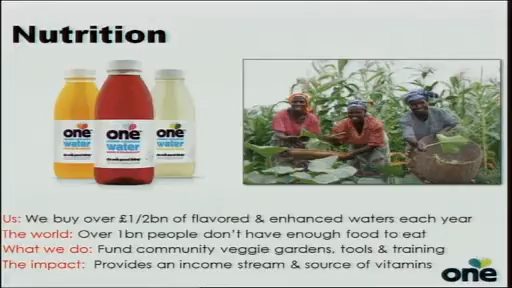 Nutrition
one
water
one
water
one
water
Us: We buy over £1/2bn of flavored & enhanced waters each year
The world: Over 1bn people don't have enough food to eat
What we do: Fund community veggie gardens, tools & training
The impact: Provides an income stream & source of vitamins
one